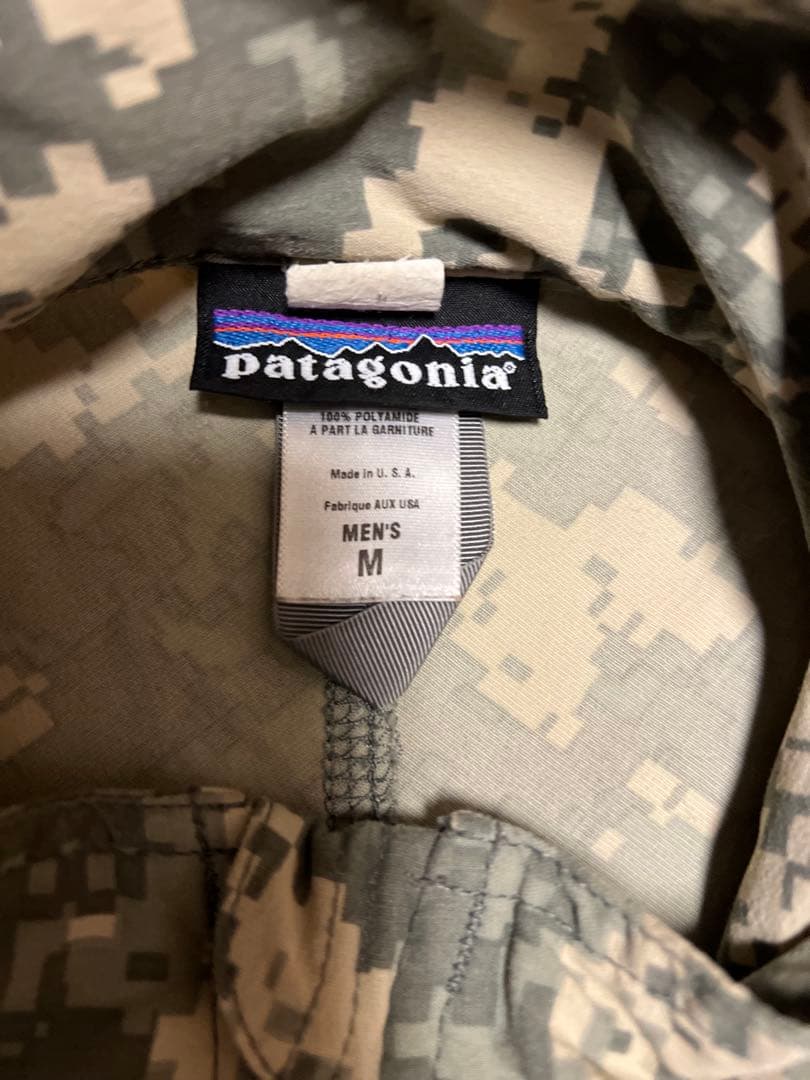 patagonia®
100% POLYAMIDE
A PART LA GARNITURE
Made in U. S. A.
Fabrique AUX USA
MEN'S
M